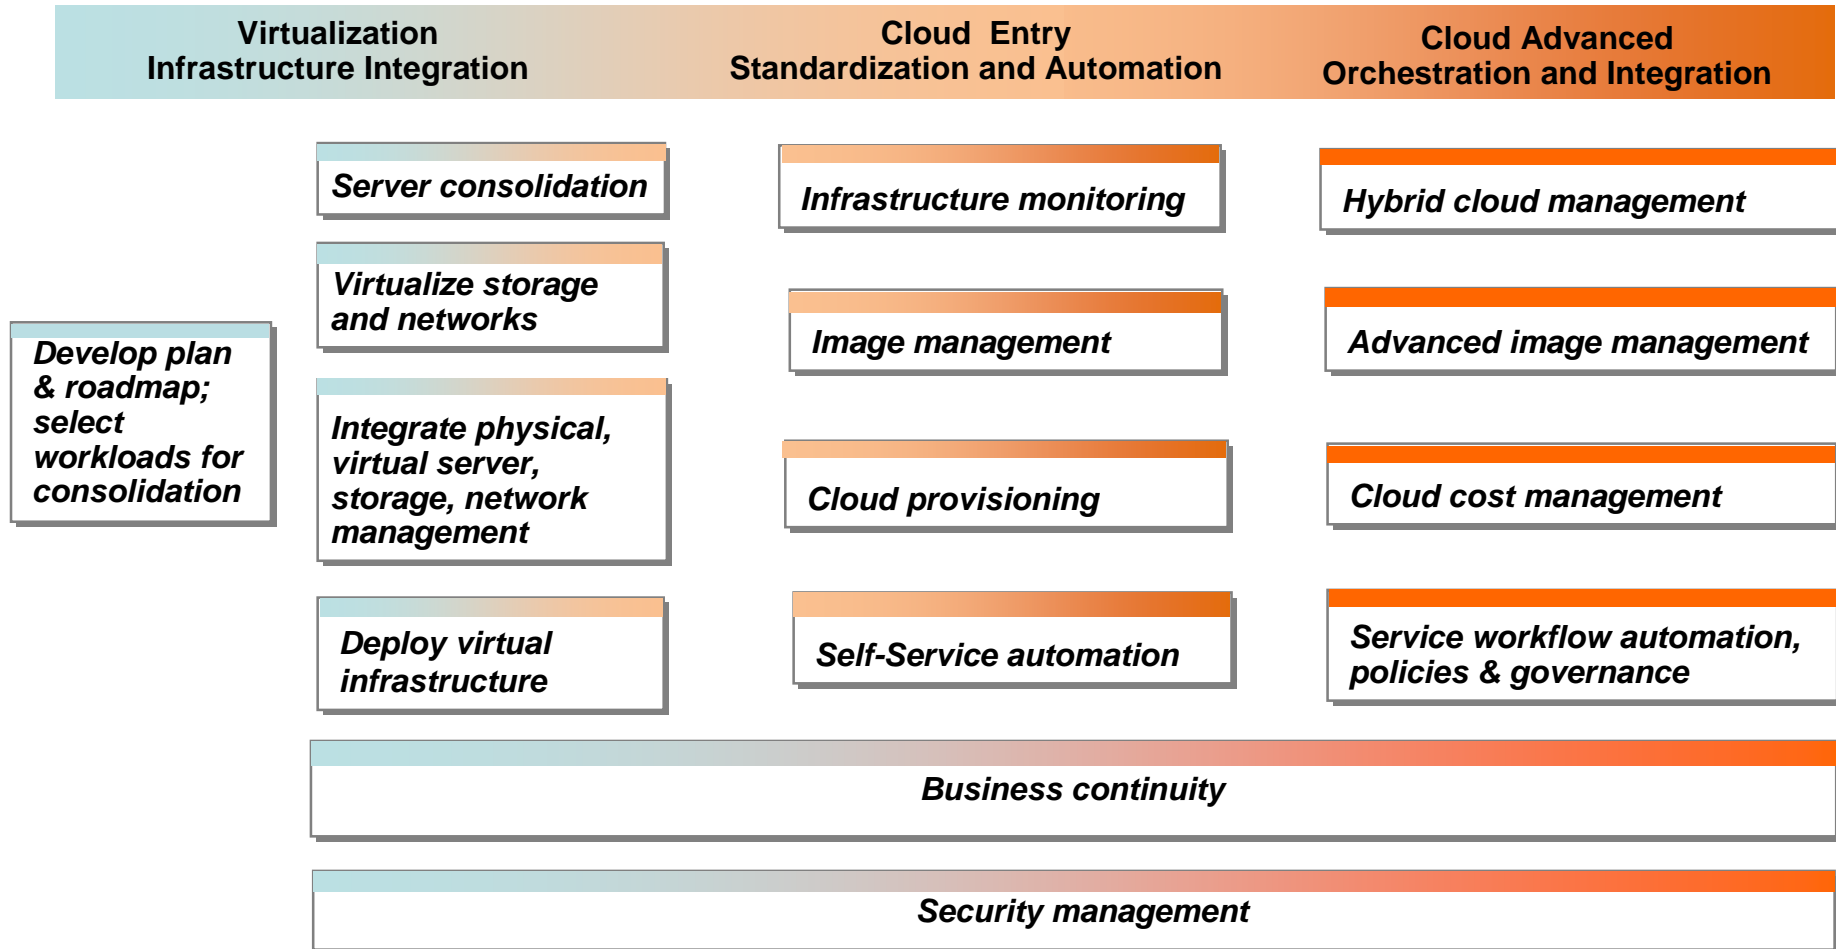 Virtualization
Infrastructure Integration
Cloud Entry
Standardization and Automation
Cloud Advanced
Orchestration and Integration
Develop plan
& roadmap;
select
workloads for
consolidation
Server consolidation
Virtualize storage
and networks
Integrate physical,
virtual server,
storage, network
management
Deploy virtual
infrastructure
Infrastructure monitoring
Image management
Cloud provisioning
Self-Service automation
Hybrid cloud management
Advanced image management
Cloud cost management
Service workflow automation,
policies & governance
Business continuity
Security management